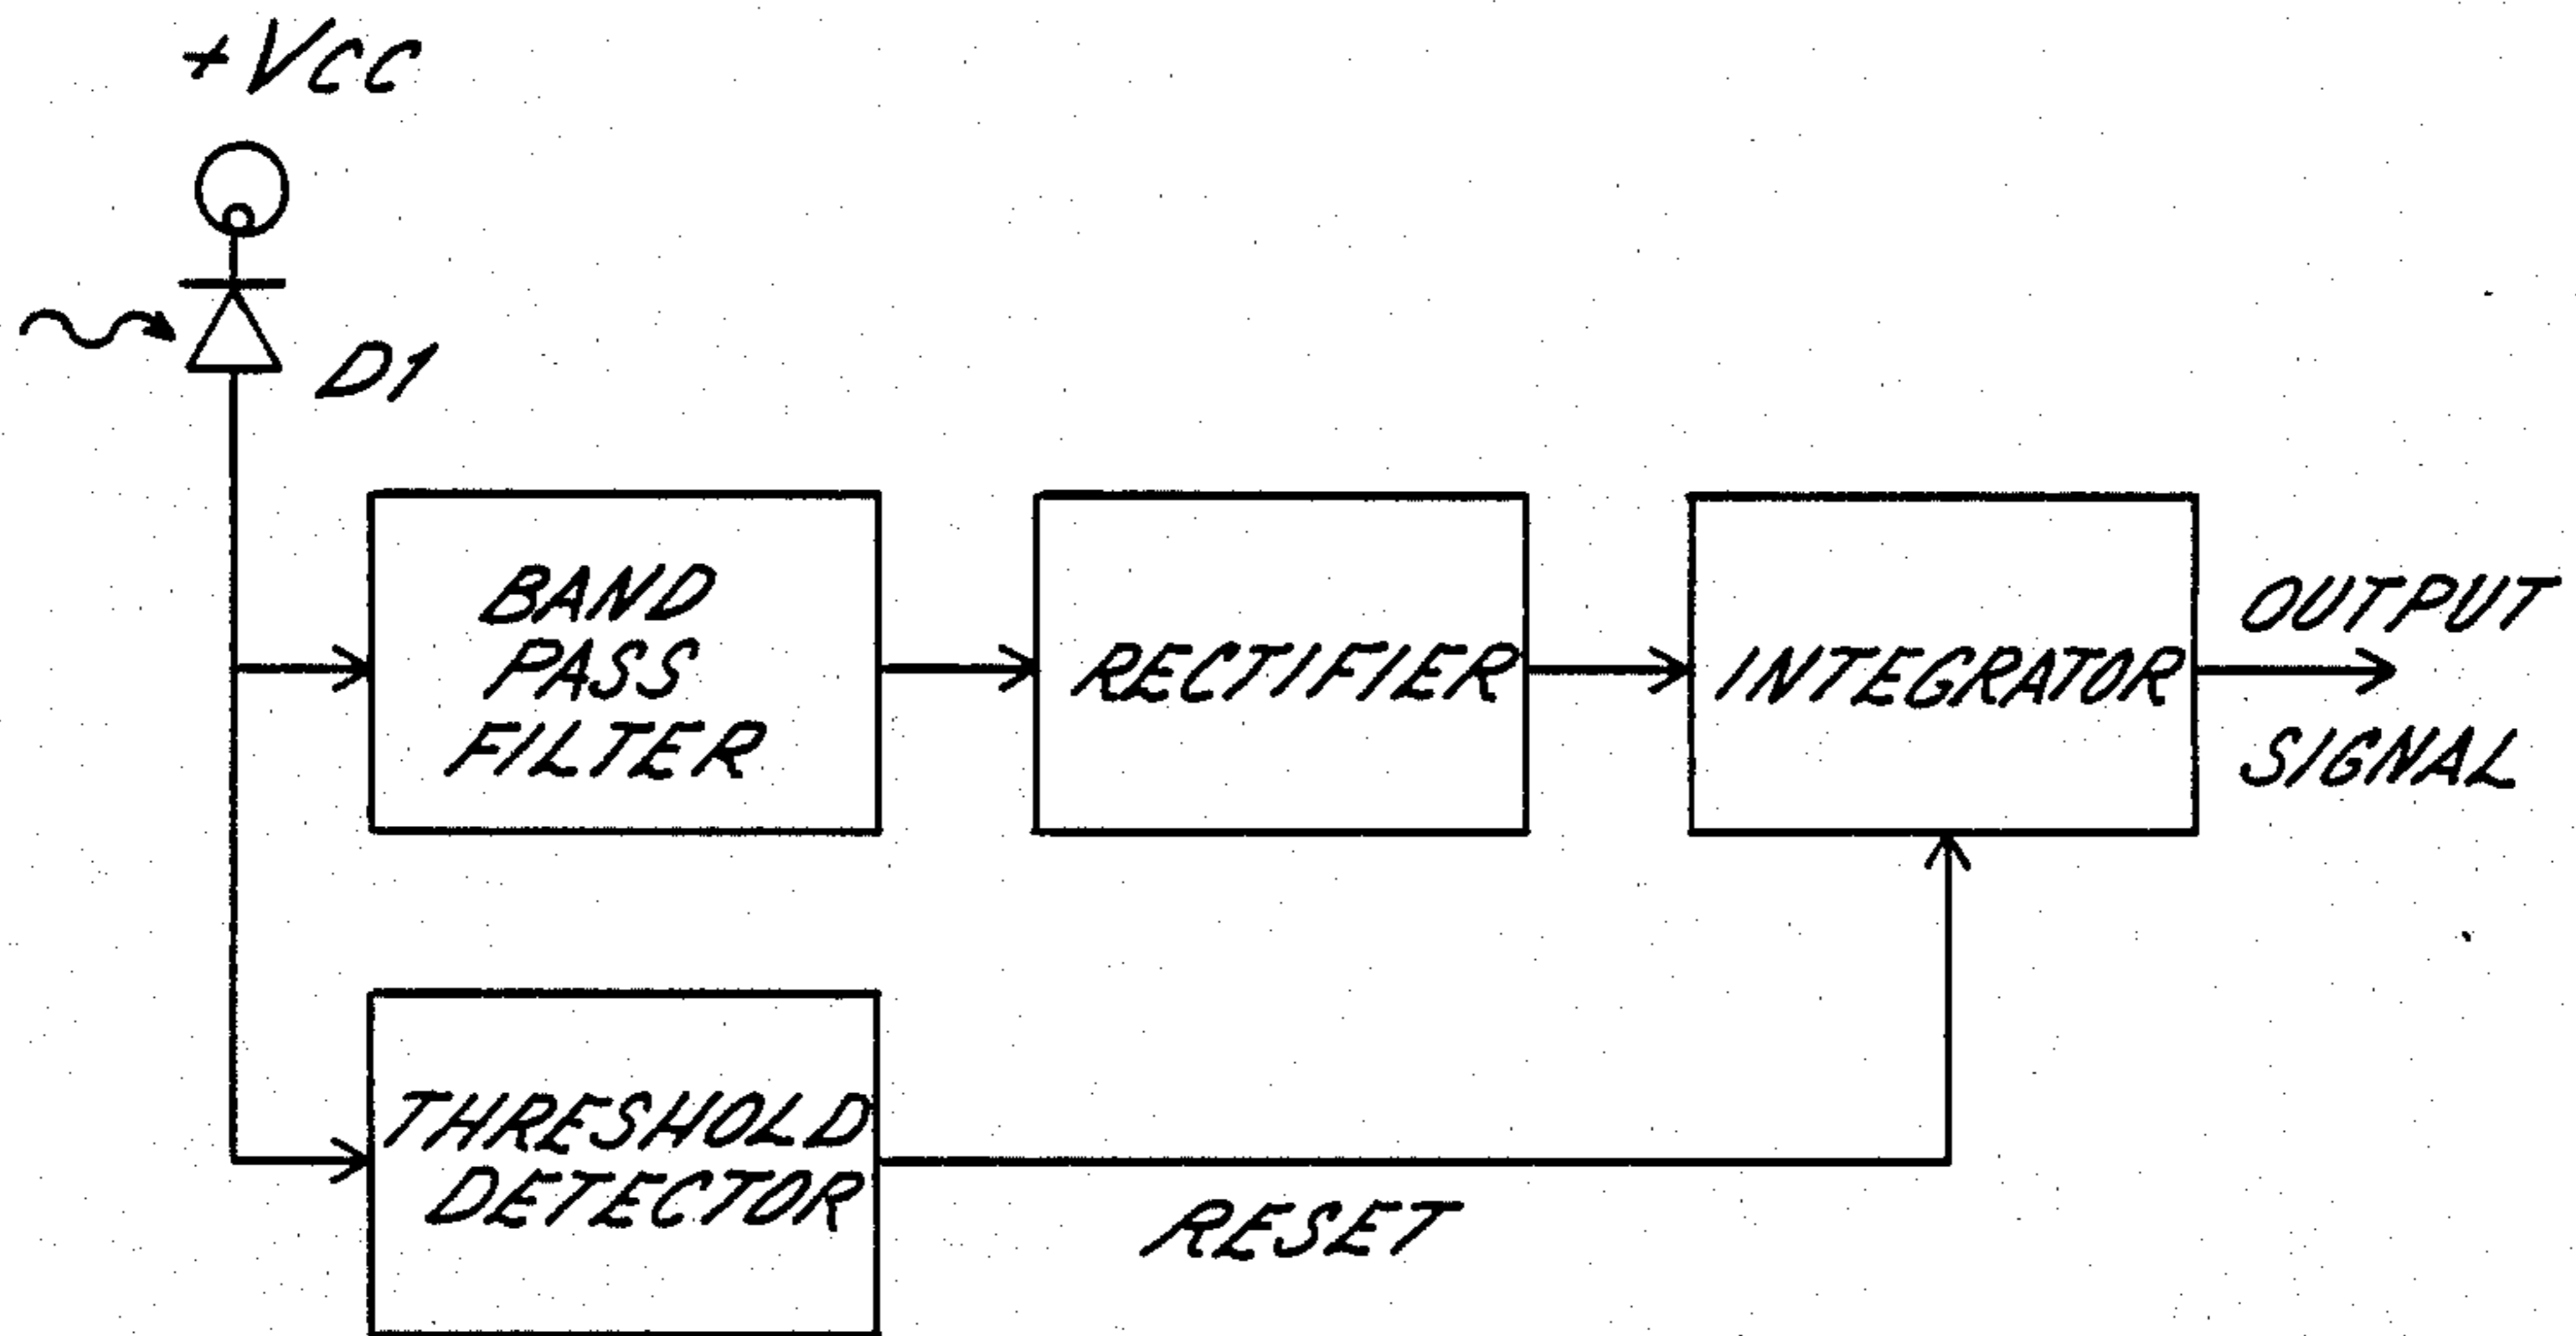 +VCC
D1
BAND
PASS
FILTER
RECTIFIER
INTEGRATOR
OUTPUT
SIGNAL
THRESHOLD
DETECTOR
RESET